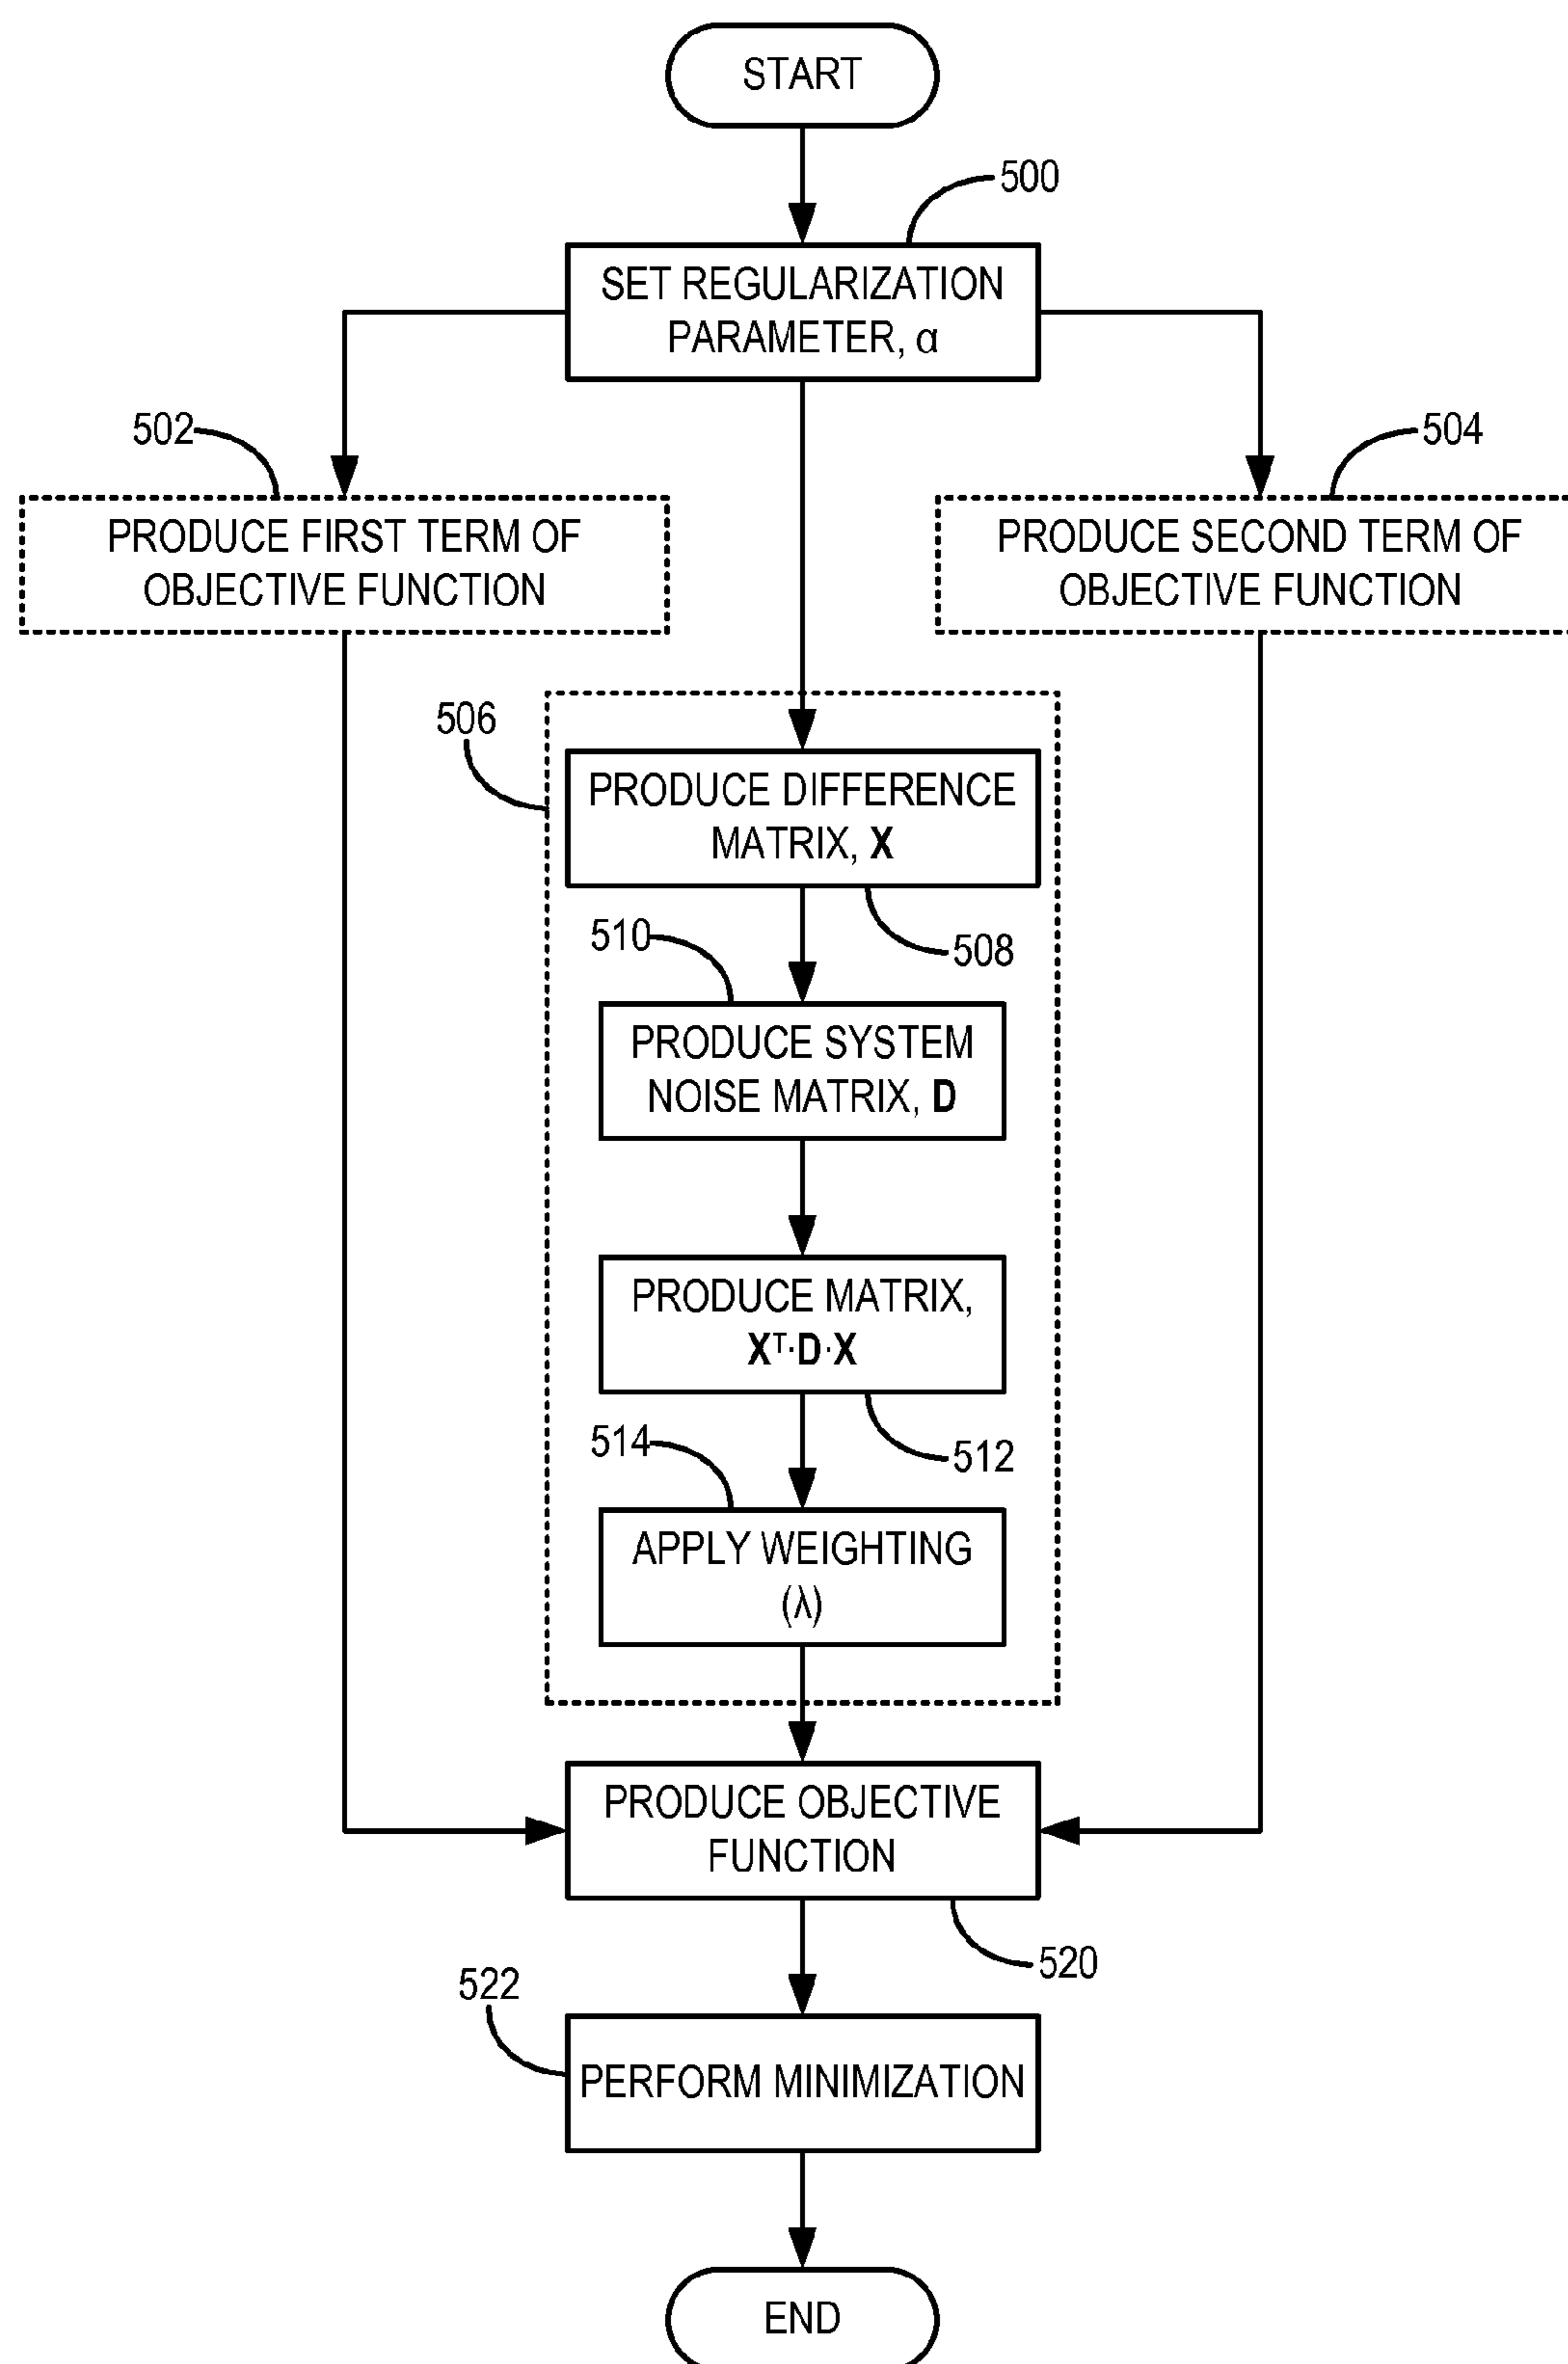 START
500
SET REGULARIZATION
PARAMETER, α
502
504
PRODUCE FIRST TERM OF
OBJECTIVE FUNCTION
PRODUCE SECOND TERM OF
OBJECTIVE FUNCTION
506
PRODUCE DIFFERENCE
MATRIX, X
508
510
PRODUCE SYSTEM
NOISE MATRIX, D
PRODUCE MATRIX,
Xᵀ·D·X
512
514
APPLY WEIGHTING
(λ)
PRODUCE OBJECTIVE
FUNCTION
520
522
PERFORM MINIMIZATION
END